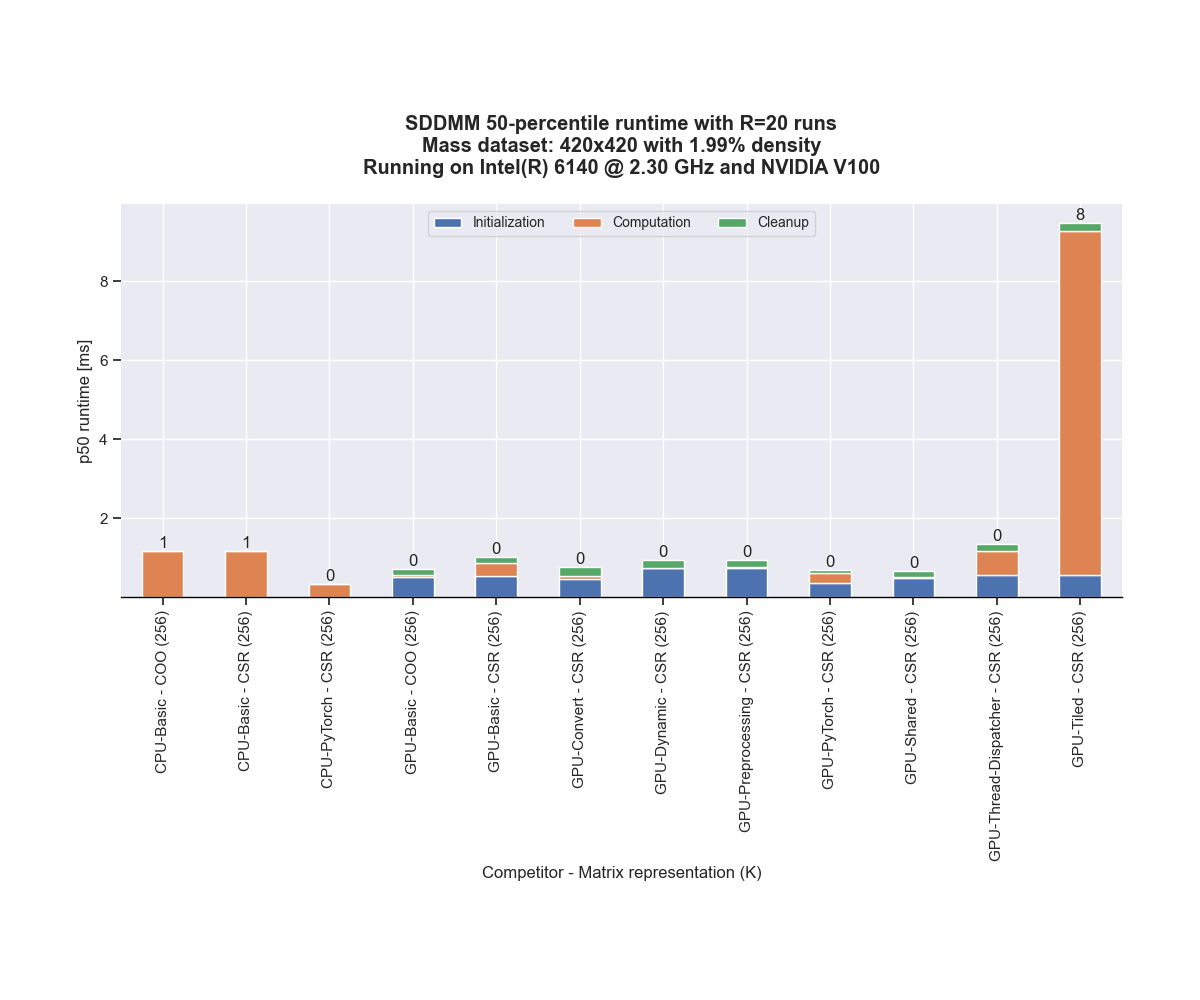 SDDMM 50-percentile runtime with R=20 runs
Mass dataset: 420x420 with 1.99% density
Running on Intel(R) 6140 @ 2.30 GHz and NVIDIA V100
Initialization
Computation
Cleanup
p50 runtime [ms]
8
6
4
2
1
1
0
0
0
0
0
0
0
0
0
8
CPU-Basic - COO (256)
CPU-Basic - CSR (256)
CPU-PyTorch - CSR (256)
GPU-Basic - COO (256)
GPU-Basic - CSR (256)
GPU-Convert - CSR (256)
GPU-Dynamic - CSR (256)
GPU-Preprocessing - CSR (256)
GPU-PyTorch - CSR (256)
GPU-Shared - CSR (256)
GPU-Thread-Dispatcher - CSR (256)
GPU-Tiled - CSR (256)
Competitor - Matrix representation (K)